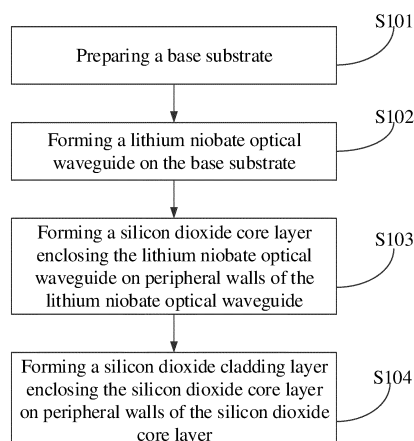 S101
Preparing a base substrate
S102
Forming a lithium niobate optical
waveguide on the base substrate
S103
Forming a silicon dioxide core layer
enclosing the lithium niobate optical
waveguide on peripheral walls of the
lithium niobate optical waveguide
S104
Forming a silicon dioxide cladding layer
enclosing the silicon dioxide core layer
on peripheral walls of the silicon dioxide
core layer